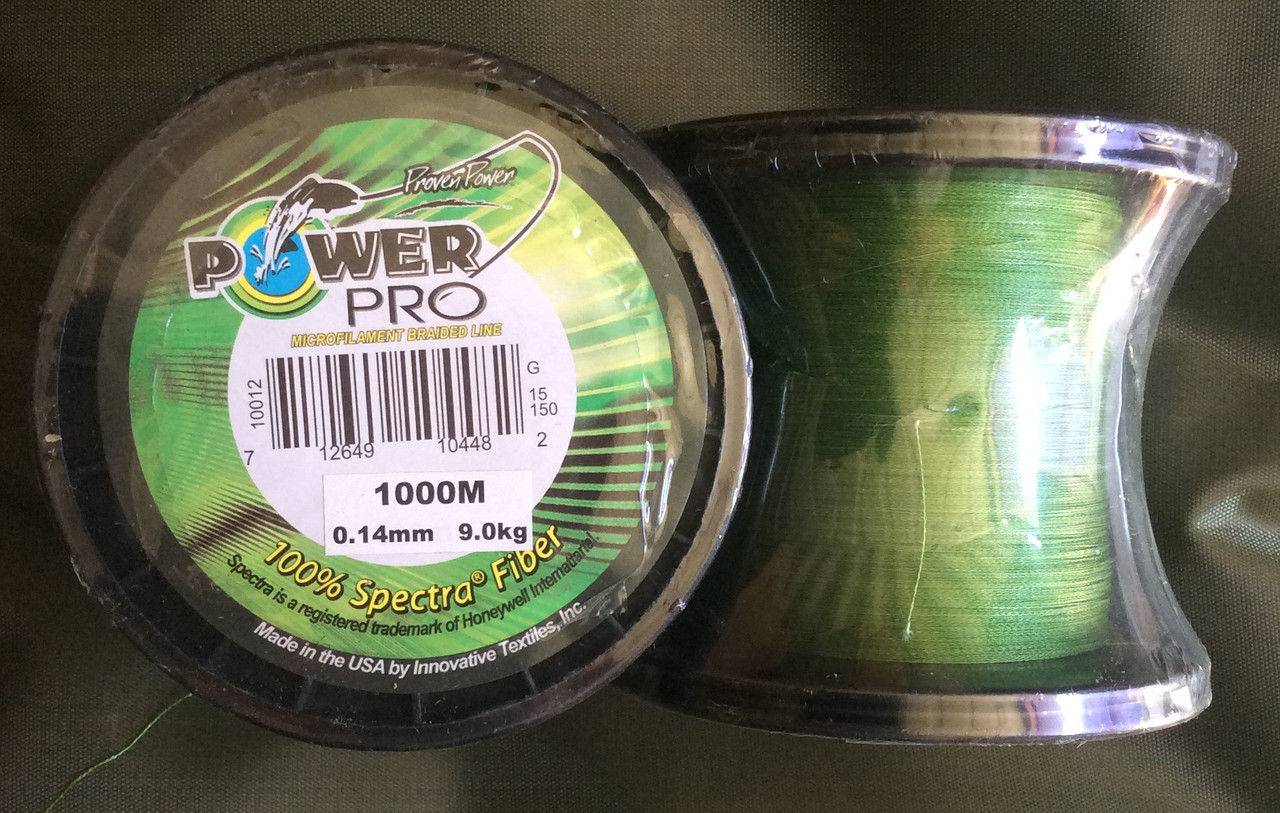 Proven Power
POWER
PRO
MICROFILAMENT BRAIDED LINE
10012
G
15
150
7 12649 10448 2
1000M
0.14mm 9.0kg
100% Spectra® Fiber
Spectra is a registered trademark of Honeywell International
Made in the USA by Innovative Textiles, Inc.